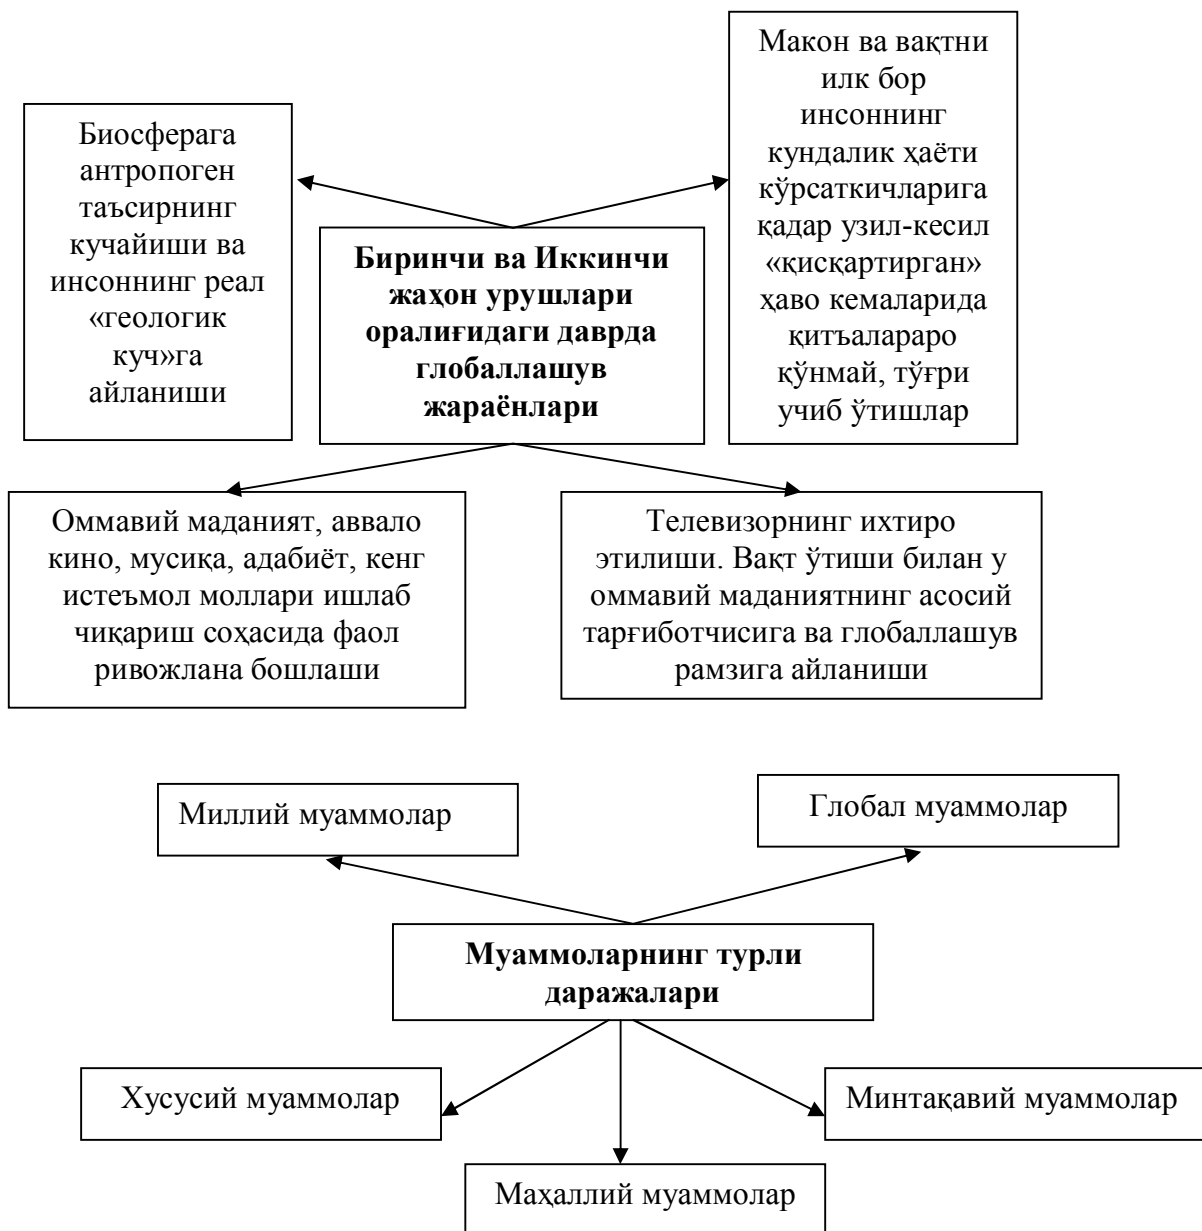 Биосферага
антропоген
таъсирнинг
кучайиши ва
инсоннинг реал
«геологик
куч»га
айланиши
Макон ва вақтни
илк бор
инсоннинг
кундалик ҳаёти
кўрсаткичларига
қадар узил-кесил
«қисқартирган»
ҳаво кемаларида
қитъалараро
қўнмай, тўғри
учиб ўтишлар
Биринчи ва Иккинчи
жаҳон урушлари
оралиғидаги даврда
глобаллашув
жараёнлари
Оммавий маданият, аввало
кино, мусиқа, адабиёт, кенг
истеъмол моллари ишлаб
чиқариш соҳасида фаол
ривожлана бошлаши
Телевизорнинг ихтиро
этилиши. Вақт ўтиши билан у
оммавий маданиятнинг асосий
тарғиботчисига ва глобаллашув
рамзига айланиши
Миллий муаммолар
Глобал муаммолар
Муаммоларнинг турли
даражалари
Хусусий муаммолар
Минтақавий муаммолар
Маҳаллий муаммолар